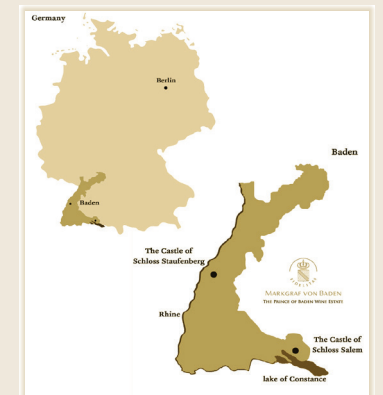 Germany
Berlin
Baden
Baden
The Castle of
Schloss Staufenberg
MARKGRAF VON BADEN
THE PRINCE OF BADEN WINE ESTATE
Rhine
The Castle of
Schloss Salem
lake of Constance